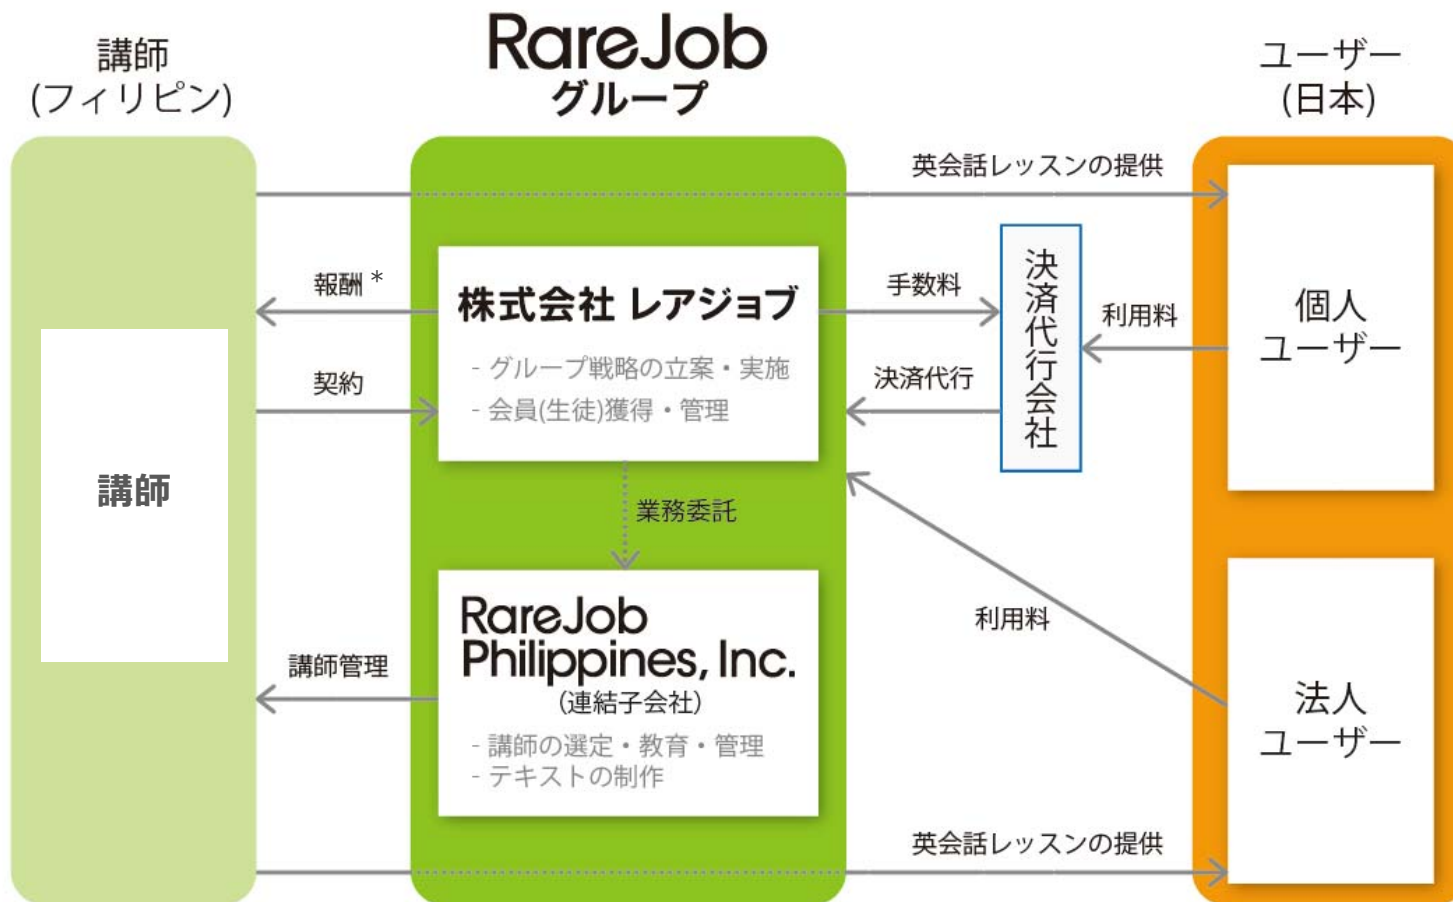 講師
(フィリピン)
RareJob
グループ
ユーザー
(日本)
英会話レッスンの提供
報酬 *
契約
講師
講師管理
株式会社 レアジョブ
- グループ戦略の立案・実施
- 会員(生徒)獲得・管理
業務委託
RareJob
Philippines, Inc.
(連結子会社)
- 講師の選定・教育・管理
- テキストの制作
手数料
決済代行
決済代行会社
利用料
個人
ユーザー
利用料
法人
ユーザー
英会話レッスンの提供